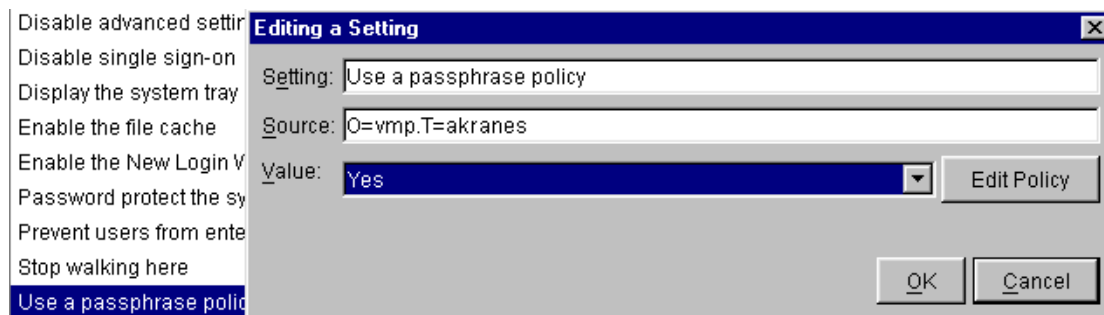 Disable advanced settin
Disable single sign-on
Display the system tray
Enable the file cache
Enable the New Login V
Password protect the sy
Prevent users from ente
Stop walking here
Use a passphrase polic
Editing a Setting
Setting: Use a passphrase policy
Source: O=vmp.T=akranes
Value: Yes
Edit Policy
OK Cancel